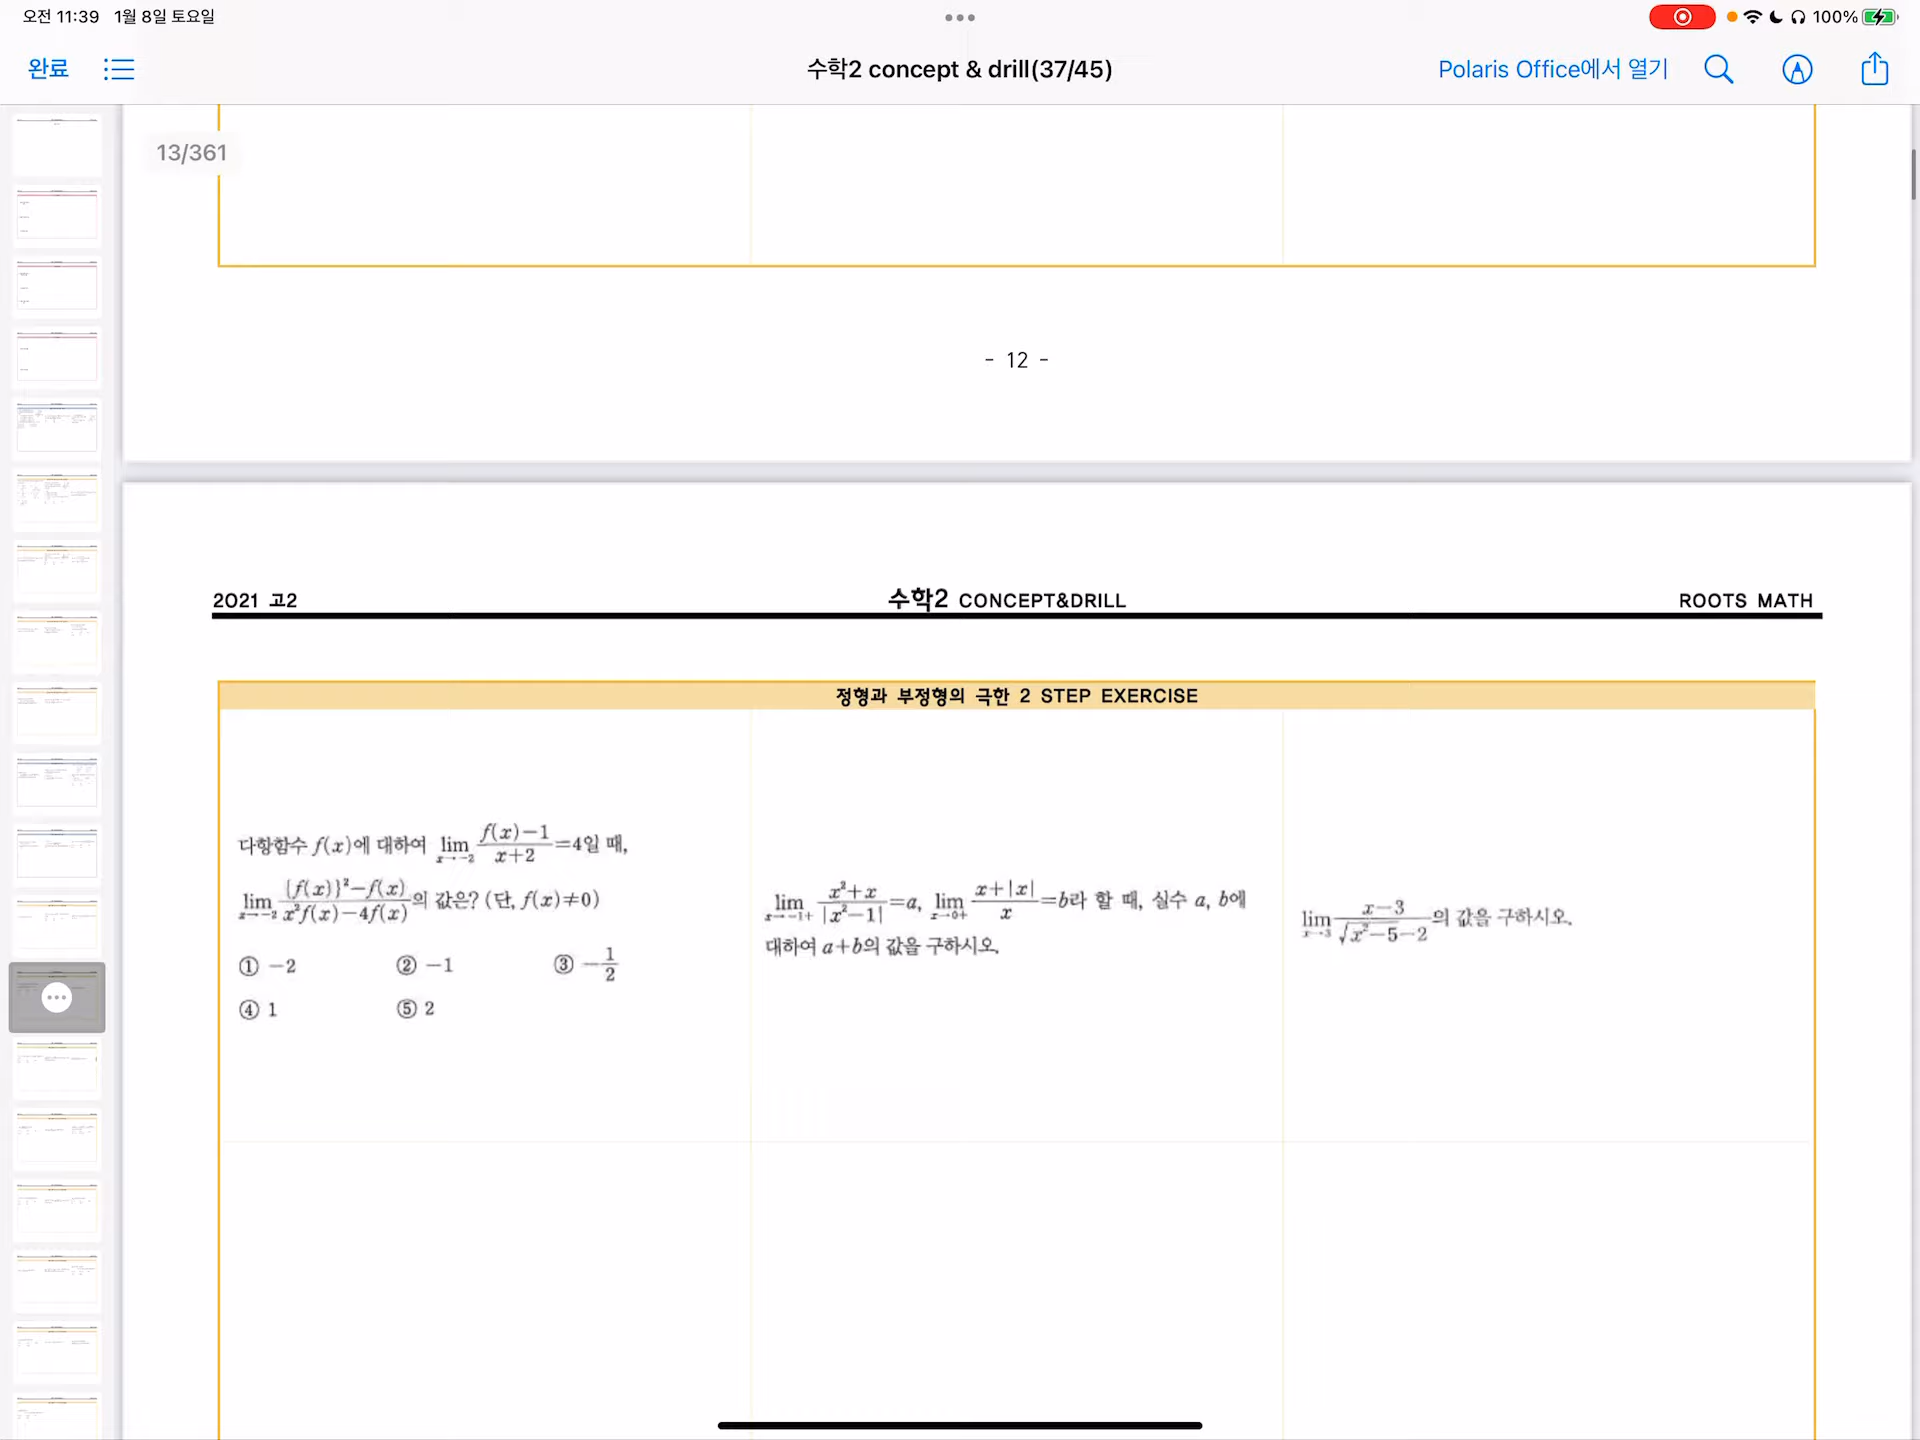 오전 11:39 1월 8일 토요일
100%
완료
수학2 concept & drill(37/45)
Polaris Office에서 열기
13/361
- 12 -
2021 고2
수학2 CONCEPT&DRILL
ROOTS MATH
정형과 부정형의 극한 2 STEP EXERCISE
다항함수 f(x)에 대하여 lim_{x→-2} (f(x)-1)/(x+2) =4일 때,
lim_{x→-2} ({f(x)}²-f(x))/(x²f(x)-4f(x)) 의 값은? (단, f(x)≠0)
① -2 ② -1 ③ -1/2
④ 1 ⑤ 2
lim_{x→-1+} (x²+x)/|x²-1| =a, lim_{x→0+} (x+|x|)/x =b라 할 때, 실수 a, b에
대하여 a+b의 값을 구하시오.
lim_{x→3} (x-3)/(√(x²-5)-2) 의 값을 구하시오.